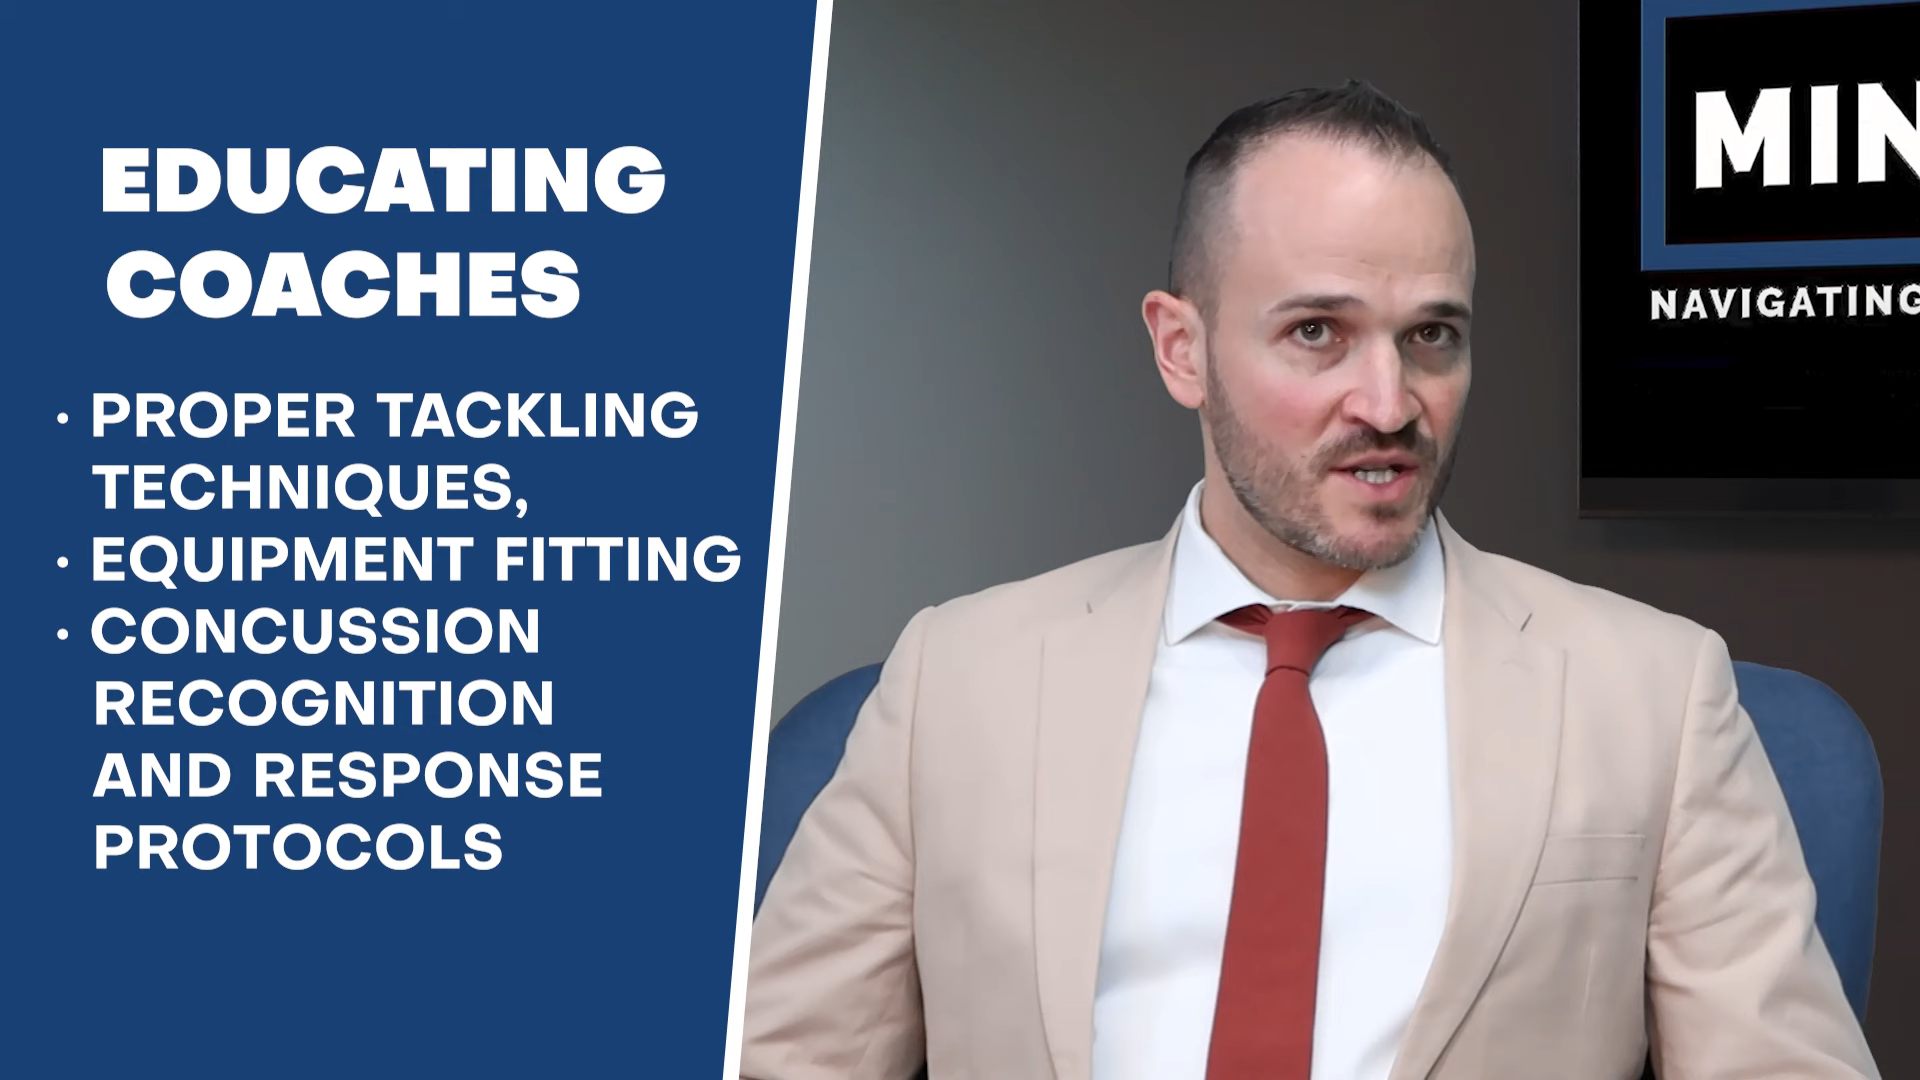 EDUCATING
COACHES
· PROPER TACKLING
TECHNIQUES,
· EQUIPMENT FITTING
· CONCUSSION
RECOGNITION
AND RESPONSE
PROTOCOLS
MIN
NAVIGATING